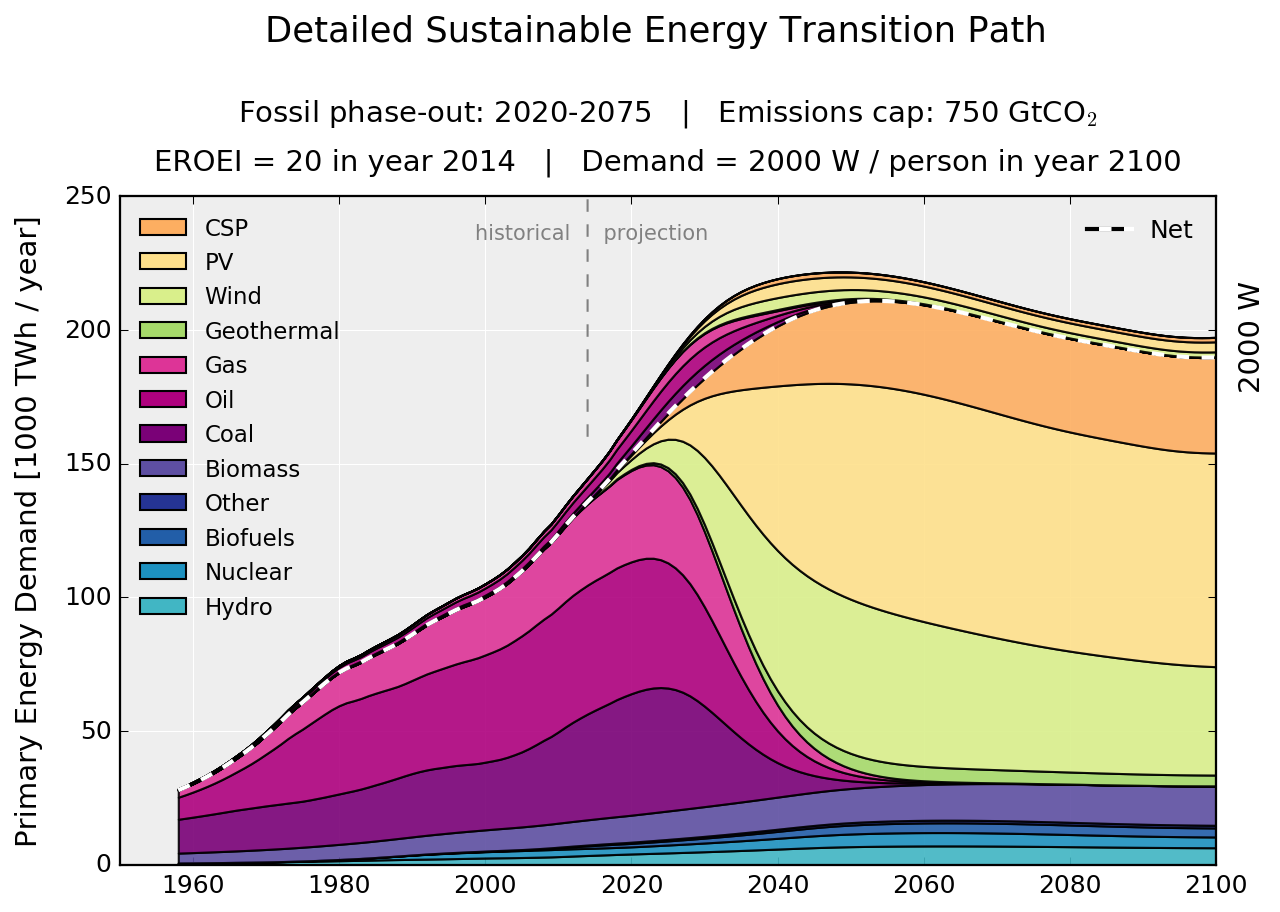 Detailed Sustainable Energy Transition Path
Fossil phase-out: 2020-2075 | Emissions cap: 750 GtCO₂
EROEI = 20 in year 2014 | Demand = 2000 W / person in year 2100
Primary Energy Demand [1000 TWh / year]
250
200
150
100
50
0
CSP
PV
Wind
Geothermal
Gas
Oil
Coal
Biomass
Other
Biofuels
Nuclear
Hydro
historical
projection
Net
2000 W
1960
1980
2000
2020
2040
2060
2080
2100